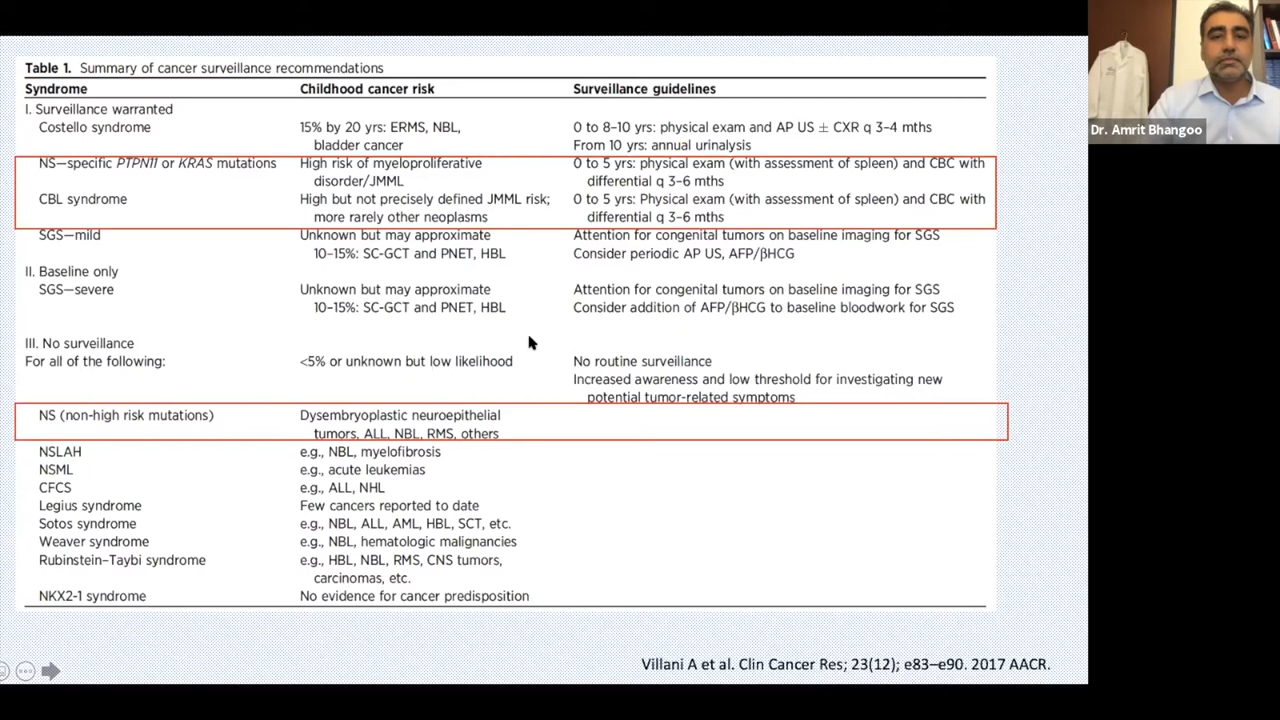 Table 1. Summary of cancer surveillance recommendations
Syndrome Childhood cancer risk Surveillance guidelines
I. Surveillance warranted
Costello syndrome 15% by 20 yrs: ERMS, NBL, 0 to 8–10 yrs: physical exam and AP US ± CXR q 3–4 mths
bladder cancer From 10 yrs: annual urinalysis
NS—specific PTPN11 or KRAS mutations High risk of myeloproliferative 0 to 5 yrs: physical exam (with assessment of spleen) and CBC with
disorder/JMML differential q 3–6 mths
CBL syndrome High but not precisely defined JMML risk; 0 to 5 yrs: Physical exam (with assessment of spleen) and CBC with
more rarely other neoplasms differential q 3–6 mths
SGS—mild Unknown but may approximate Attention for congenital tumors on baseline imaging for SGS
10–15%: SC-GCT and PNET, HBL Consider periodic AP US, AFP/βHCG
II. Baseline only
SGS—severe Unknown but may approximate Attention for congenital tumors on baseline imaging for SGS
10–15%: SC-GCT and PNET, HBL Consider addition of AFP/βHCG to baseline bloodwork for SGS
III. No surveillance
For all of the following: <5% or unknown but low likelihood No routine surveillance
Increased awareness and low threshold for investigating new
potential tumor-related symptoms
NS (non-high risk mutations) Dysembryoplastic neuroepithelial
tumors, ALL, NBL, RMS, others
NSLAH e.g., NBL, myelofibrosis
NSML e.g., acute leukemias
CFCS e.g., ALL, NHL
Legius syndrome Few cancers reported to date
Sotos syndrome e.g., NBL, ALL, AML, HBL, SCT, etc.
Weaver syndrome e.g., NBL, hematologic malignancies
Rubinstein–Taybi syndrome e.g., HBL, NBL, RMS, CNS tumors,
carcinomas, etc.
NKX2-1 syndrome No evidence for cancer predisposition
Villani A et al. Clin Cancer Res; 23(12); e83–e90. 2017 AACR.
Dr. Amrit Bhangoo